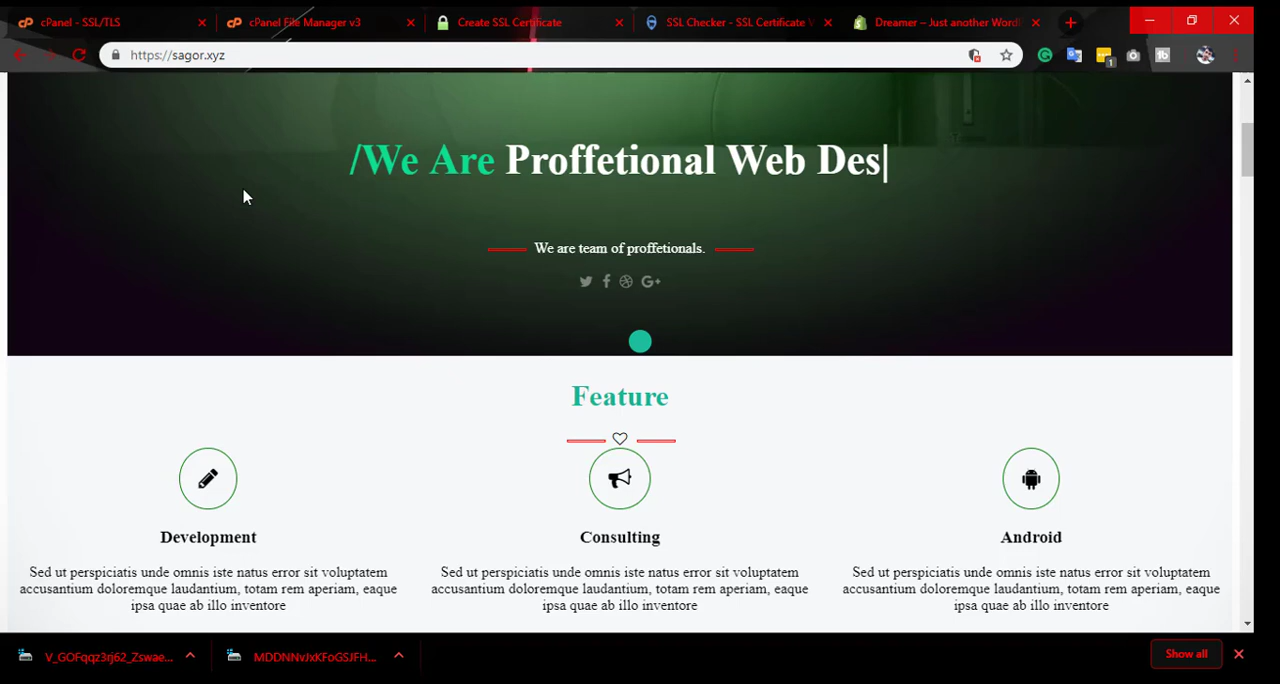 cPanel - SSL/TLS
cPanel File Manager v3
Create SSL Certificate
SSL Checker - SSL Certificate V
Dreamer – Just another WordP
https://sagor.xyz
1
/We Are Proffetional Web Des|
We are team of proffetionals.
Feature
Development
Consulting
Android
Sed ut perspiciatis unde omnis iste natus error sit voluptatem
accusantium doloremque laudantium, totam rem aperiam, eaque
ipsa quae ab illo inventore
Sed ut perspiciatis unde omnis iste natus error sit voluptatem
accusantium doloremque laudantium, totam rem aperiam, eaque
ipsa quae ab illo inventore
Sed ut perspiciatis unde omnis iste natus error sit voluptatem
accusantium doloremque laudantium, totam rem aperiam, eaque
ipsa quae ab illo inventore
V_GOFqqz3rj62_Zswae...
MDDNNvJxKFoGSJFH...
Show all